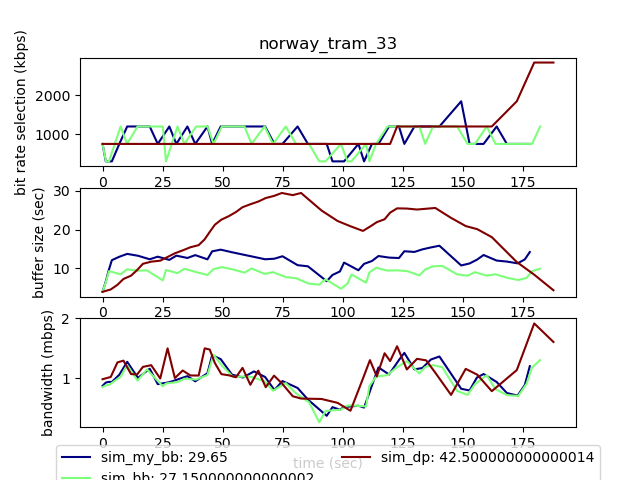 norway_tram_33
bit rate selection (kbps)
2000
1000
0 25 50 75 100 125 150 175
buffer size (sec)
30
20
10
0 25 50 75 100 125 150 175
bandwidth (mbps)
2
1
0 25 50 75 100 125 150 175
time (sec)
sim_my_bb: 29.65
sim_dp: 42.500000000000014
sim_bb: 27.150000000000002